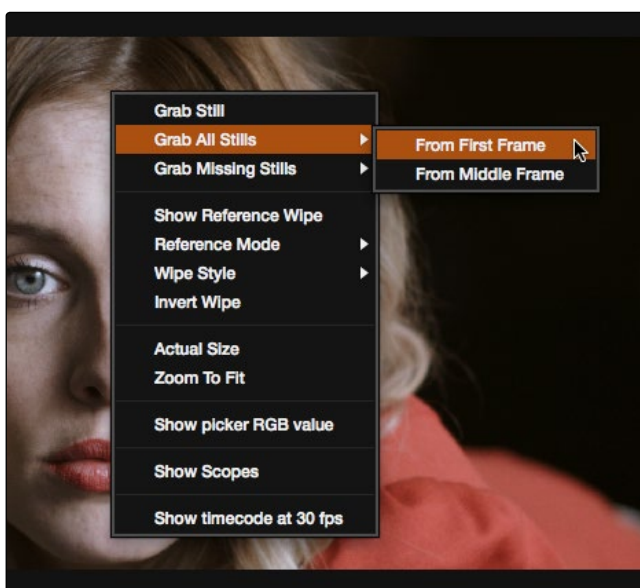 Grab Still
Grab All Stills
From First Frame
Grab Missing Stills
From Middle Frame
Show Reference Wipe
Reference Mode
Wipe Style
Invert Wipe
Actual Size
Zoom To Fit
Show picker RGB value
Show Scopes
Show timecode at 30 fps